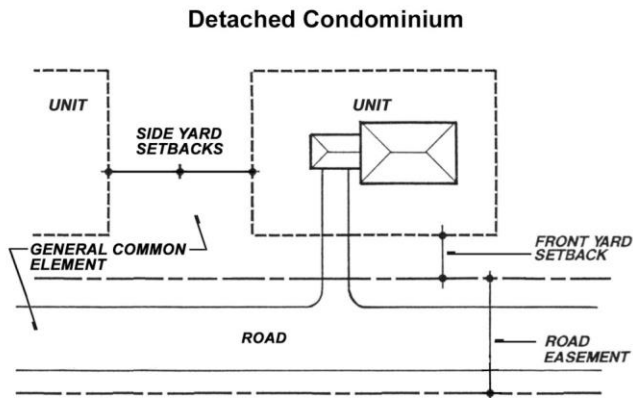 Detached Condominium
UNIT
UNIT
SIDE YARD
SETBACKS
GENERAL COMMON
ELEMENT
FRONT YARD
SETBACK
ROAD
ROAD
EASEMENT